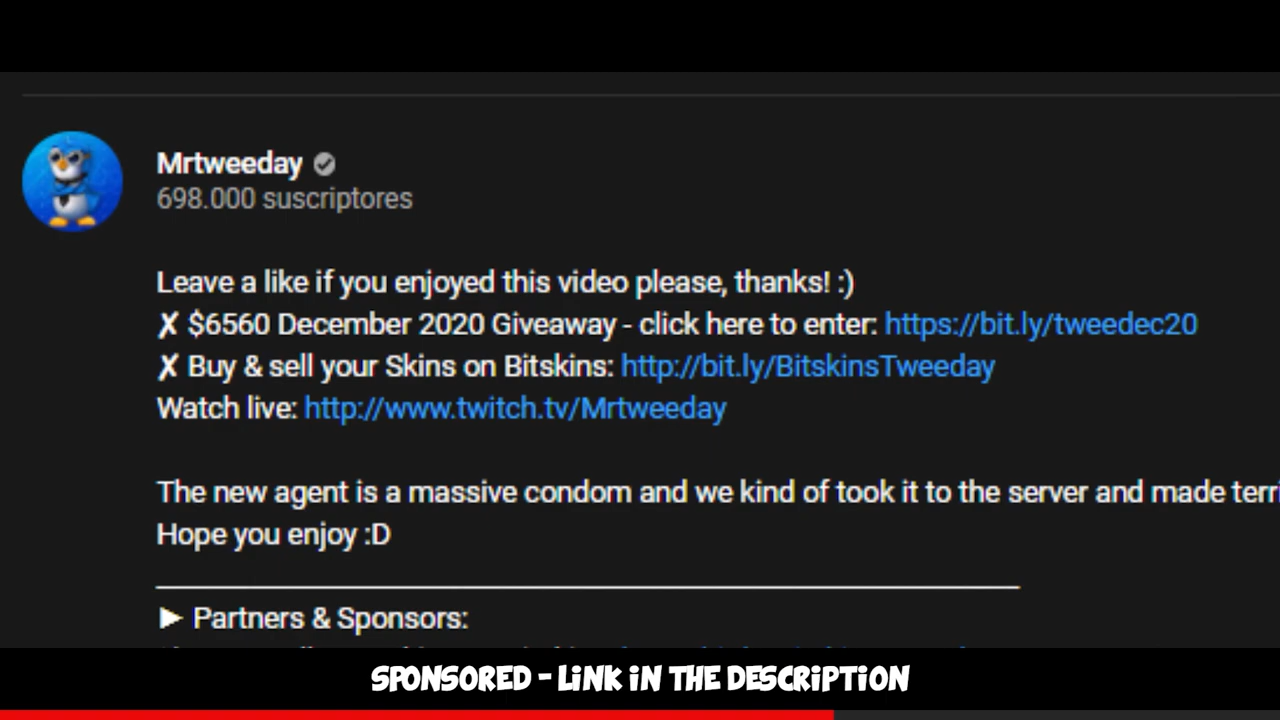 Mrtweeday
698.000 suscriptores
Leave a like if you enjoyed this video please, thanks! :)
✘ $6560 December 2020 Giveaway - click here to enter: https://bit.ly/tweedec20
✘ Buy & sell your Skins on Bitskins: http://bit.ly/BitskinsTweeday
Watch live: http://www.twitch.tv/Mrtweeday
The new agent is a massive condom and we kind of took it to the server and made terri
Hope you enjoy :D
► Partners & Sponsors:
SPONSORED - LINK IN THE DESCRIPTION